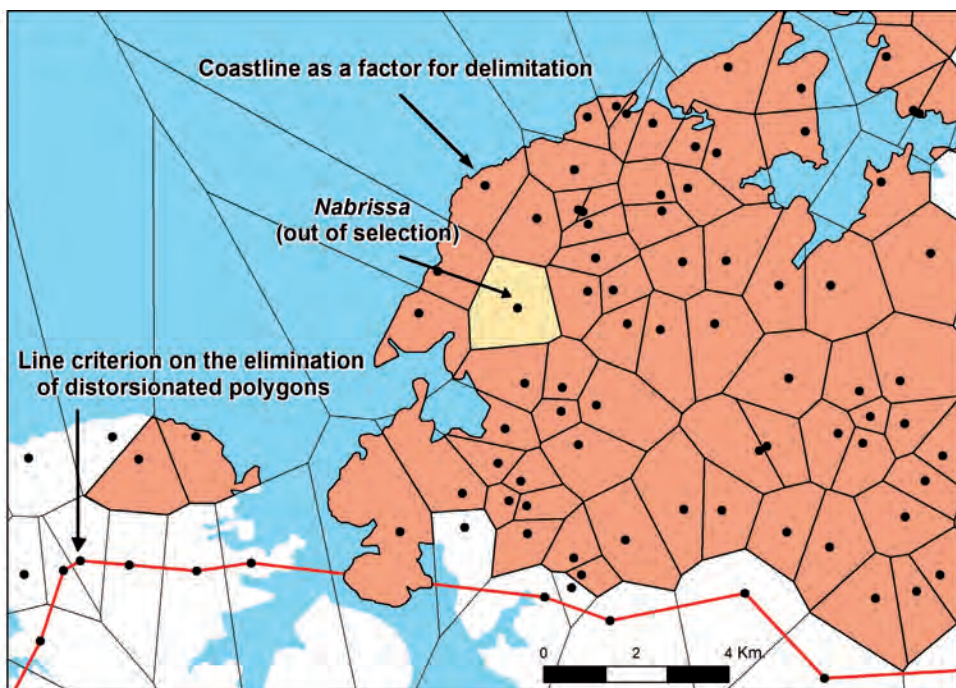 Coastline as a factor for delimitation
Nabrissa
(out of selection)
Line criterion on the elimination
of distorsionated polygons
0 2 4 Km.